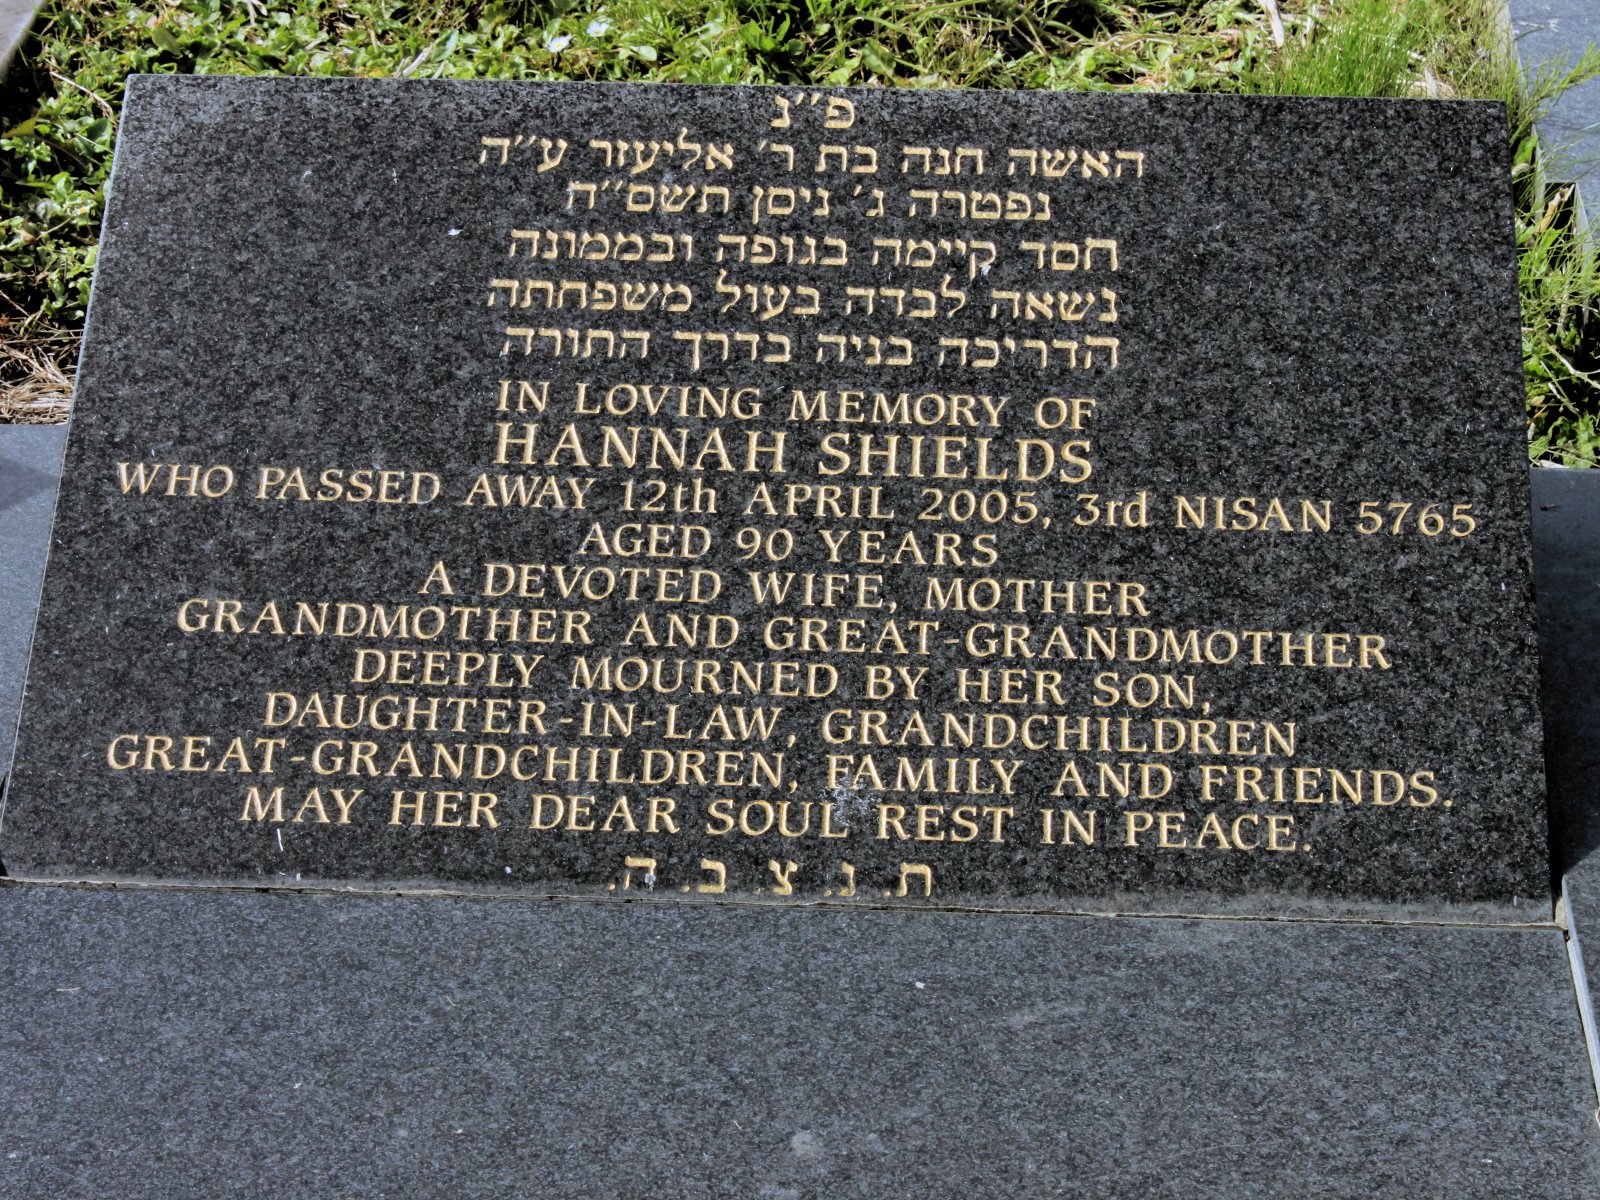 פ''נ
האשה חנה בת ר' אליעזר ע''ה
נפטרה ג' ניסן תשס''ה
חסד קיימה בגופה ובממונה
נשאה לבדה בעול משפחתה
הדריכה בניה בדרך התורה
IN LOVING MEMORY OF
HANNAH SHIELDS
WHO PASSED AWAY 12th APRIL 2005, 3rd NISAN 5765
AGED 90 YEARS
A DEVOTED WIFE, MOTHER
GRANDMOTHER AND GREAT-GRANDMOTHER
DEEPLY MOURNED BY HER SON,
DAUGHTER-IN-LAW, GRANDCHILDREN
GREAT-GRANDCHILDREN, FAMILY AND FRIENDS.
MAY HER DEAR SOUL REST IN PEACE.
ת. נ. צ. ב. ה.